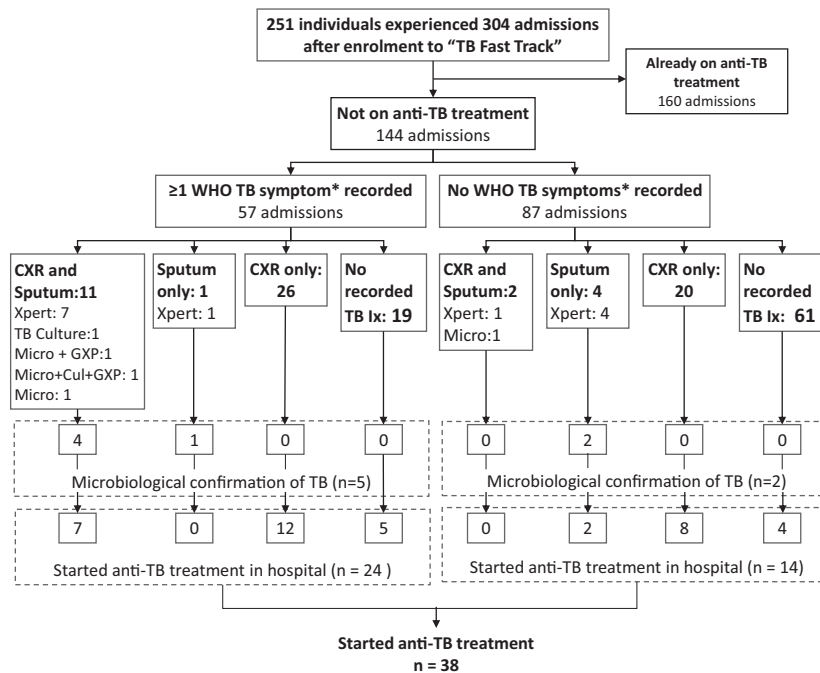 251 individuals experienced 304 admissions
after enrolment to “TB Fast Track”
Already on anti-TB
treatment
160 admissions
Not on anti-TB treatment
144 admissions
≥1 WHO TB symptom* recorded
57 admissions
No WHO TB symptoms* recorded
87 admissions
CXR and
Sputum:11
Xpert: 7
TB Culture:1
Micro + GXP:1
Micro+Cul+GXP: 1
Micro: 1
Sputum
only: 1
Xpert: 1
CXR only:
26
No
recorded
TB Ix: 19
CXR and
Sputum:2
Xpert: 1
Micro:1
Sputum
only: 4
Xpert: 4
CXR only:
20
No
recorded
TB Ix: 61
4 1 0 0
Microbiological confirmation of TB (n=5)
0 2 0 0
Microbiological confirmation of TB (n=2)
7 0 12 5
Started anti-TB treatment in hospital (n = 24 )
0 2 8 4
Started anti-TB treatment in hospital (n = 14)
Started anti-TB treatment
n = 38